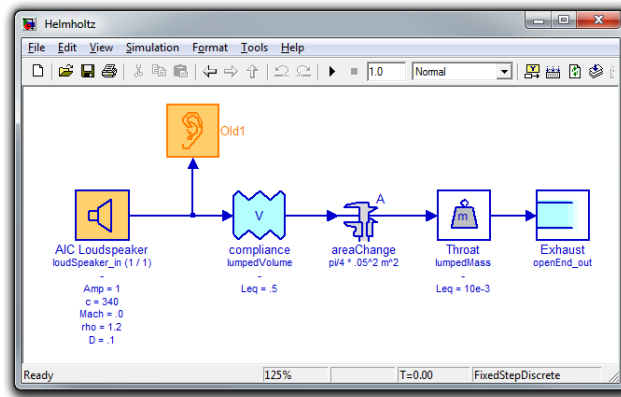 Helmholtz
File Edit View Simulation Format Tools Help
1.0 Normal
Old1
V
A
m
AIC Loudspeaker
loudSpeaker_in (1 / 1)
-
Amp = 1
c = 340
Mach = .0
rho = 1.2
D = .1
compliance
lumpedVolume
-
Leq = .5
areaChange
pi/4 * .05^2 m^2
Throat
lumpedMass
-
Leq = 10e-3
Exhaust
openEnd_out
Ready 125% T=0.00 FixedStepDiscrete